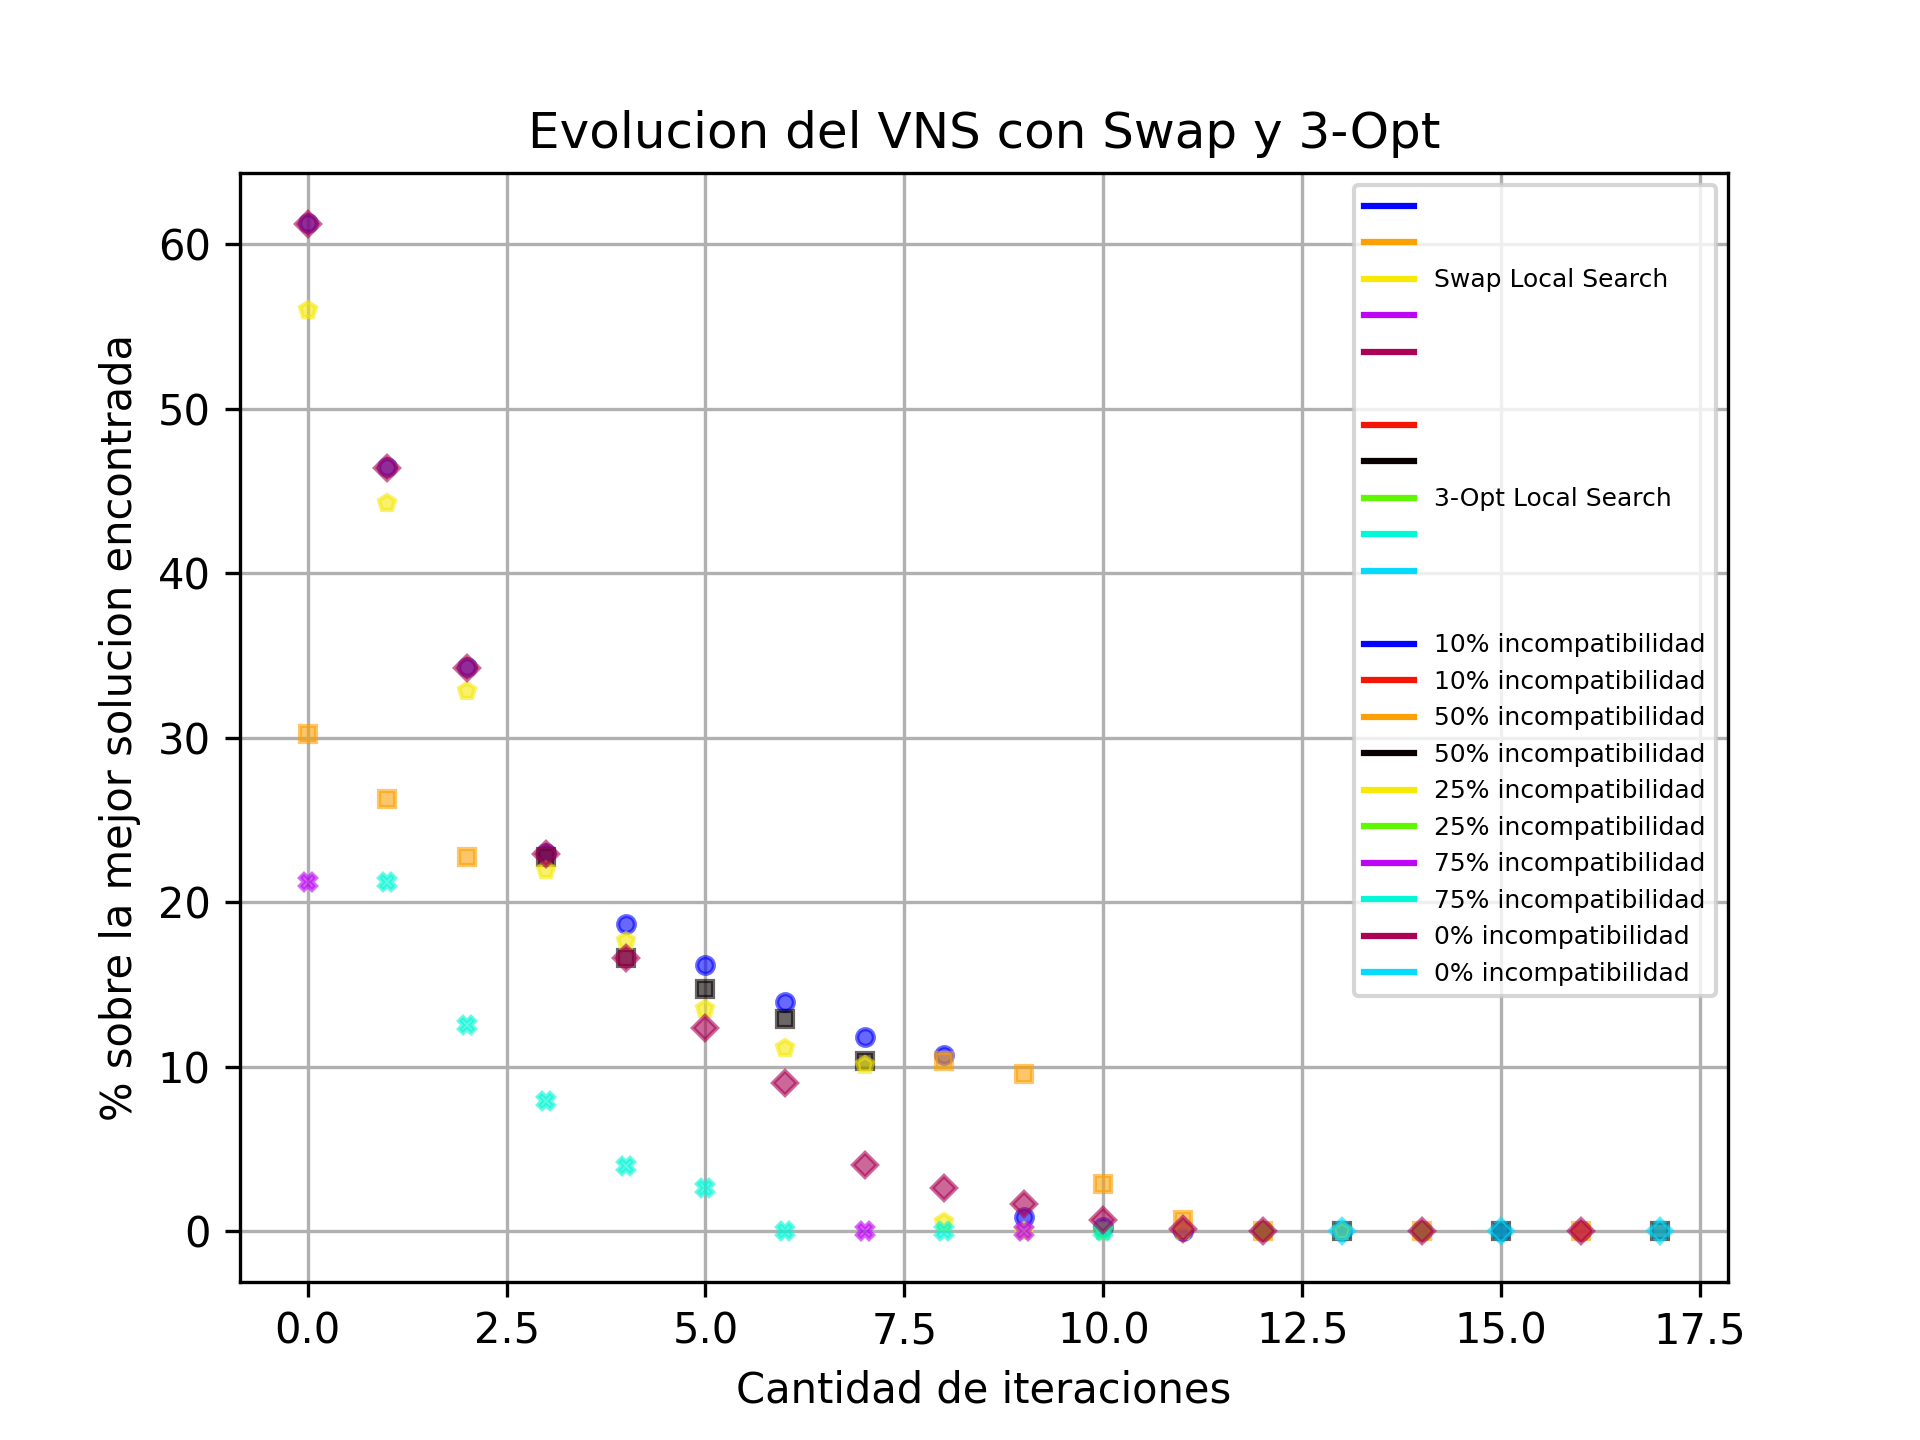 Evolucion del VNS con Swap y 3-Opt
% sobre la mejor solucion encontrada
60
50
40
30
20
10
0
Swap Local Search
3-Opt Local Search
10% incompatibilidad
10% incompatibilidad
50% incompatibilidad
50% incompatibilidad
25% incompatibilidad
25% incompatibilidad
75% incompatibilidad
75% incompatibilidad
0% incompatibilidad
0% incompatibilidad
0.0 2.5 5.0 7.5 10.0 12.5 15.0 17.5
Cantidad de iteraciones